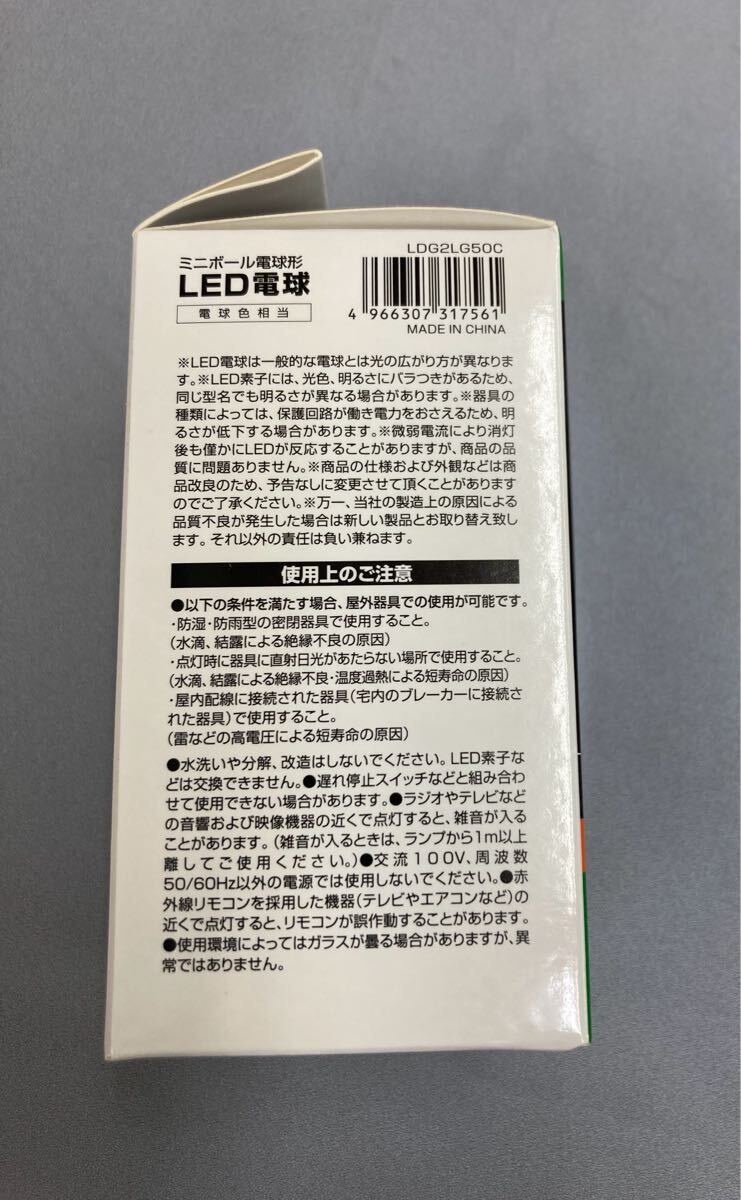 ミニボール電球形
LED電球
電球色相当
LDG2LG50C
4 966307 317561
MADE IN CHINA
※LED電球は一般的な電球とは光の広がり方が異なりま
す。※LED素子には、光色、明るさにバラつきがあるため、
同じ型名でも明るさが異なる場合があります。※器具の
種類によっては、保護回路が働き電力をおさえるため、明
るさが低下する場合があります。※微弱電流により消灯
後も僅かにLEDが反応することがありますが、商品の品
質に問題ありません。※商品の仕様および外観などは商
品改良のため、予告なしに変更させて頂くことがあります
のでご了承ください。※万一、当社の製造上の原因による
品質不良が発生した場合は新しい製品とお取り替え致し
ます。それ以外の責任は負い兼ねます。
使用上のご注意
●以下の条件を満たす場合、屋外器具での使用が可能です。
・防湿・防雨型の密閉器具で使用すること。
(水滴、結露による絶縁不良の原因)
・点灯時に器具に直射日光があたらない場所で使用すること。
(水滴、結露による絶縁不良・温度過熱による短寿命の原因)
・屋内配線に接続された器具(宅内のブレーカーに接続さ
れた器具)で使用すること。
(雷などの高電圧による短寿命の原因)
●水洗いや分解、改造はしないでください。LED素子な
どは交換できません。●遅れ停止スイッチなどと組み合わ
せて使用できない場合があります。●ラジオやテレビなど
の音響および映像機器の近くで点灯すると、雑音が入る
ことがあります。(雑音が入るときは、ランプから1m以上
離してご使用ください。)●交流100V、周波数
50/60Hz以外の電源では使用しないでください。●赤
外線リモコンを採用した機器(テレビやエアコンなど)の
近くで点灯すると、リモコンが誤作動することがあります。
●使用環境によってはガラスが曇る場合がありますが、異
常ではありません。